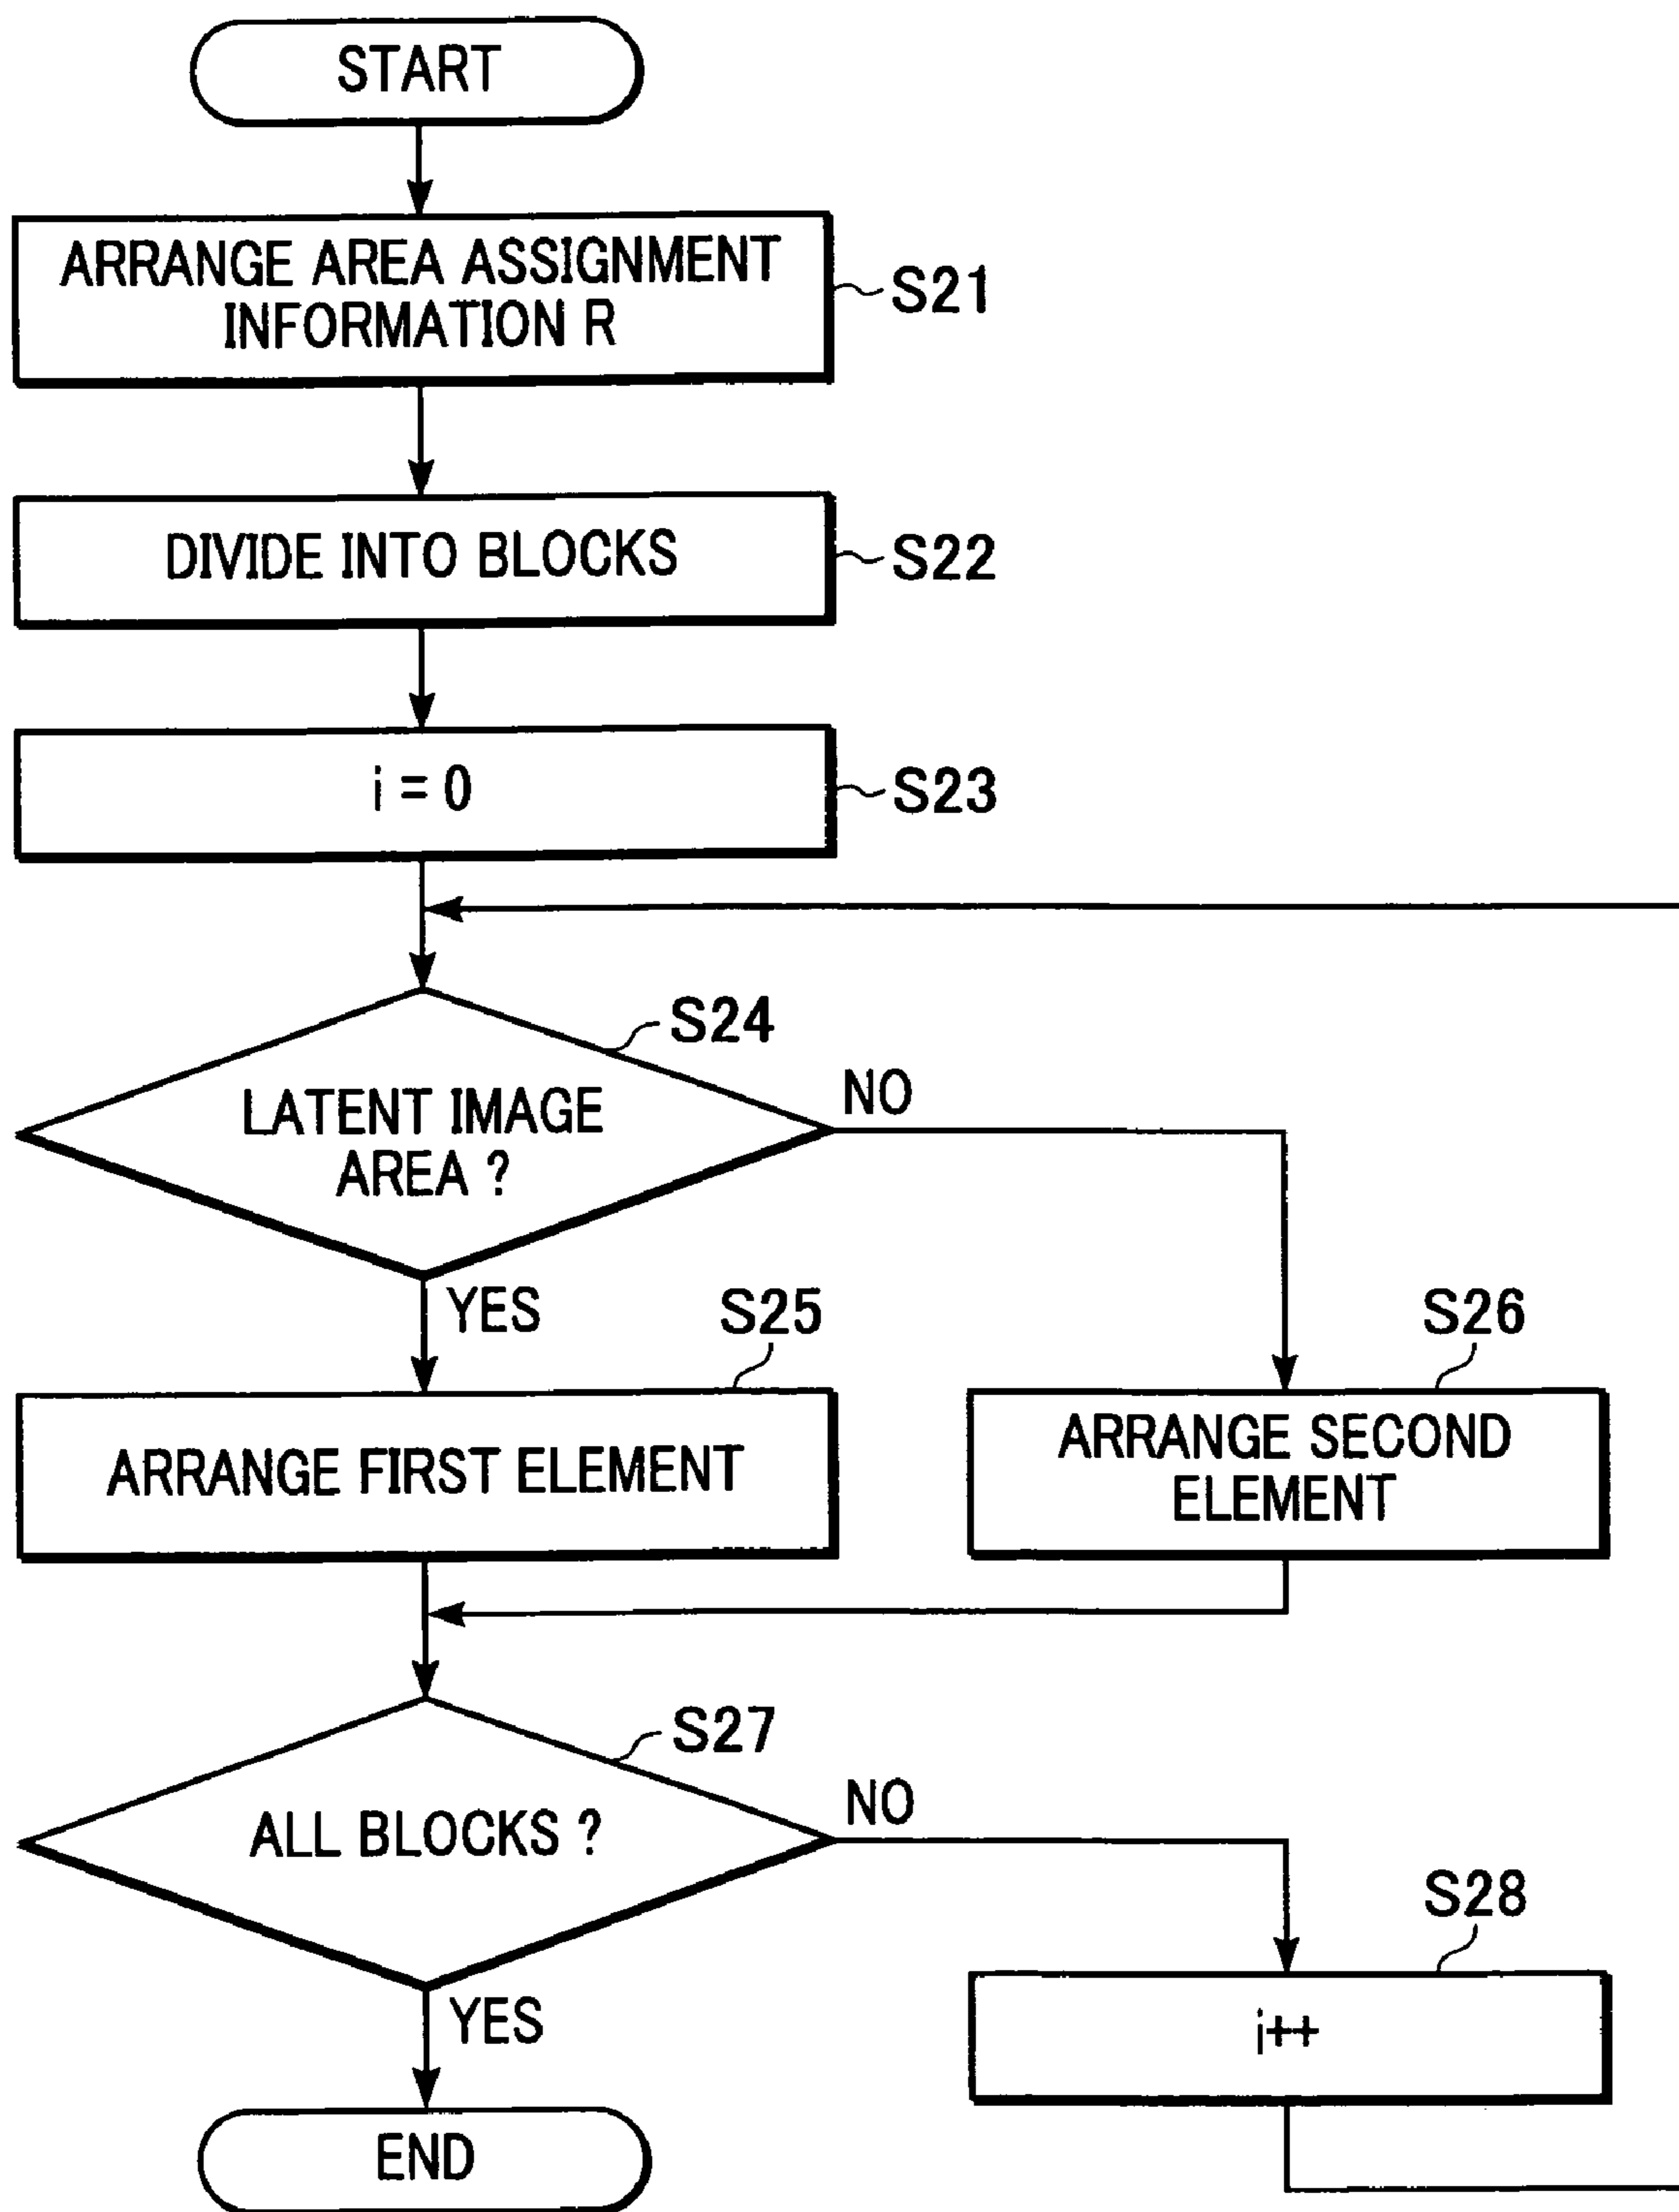 START
ARRANGE AREA ASSIGNMENT
INFORMATION R
S21
DIVIDE INTO BLOCKS
S22
i = 0
S23
S24
LATENT IMAGE
AREA ?
NO
YES
S25
ARRANGE FIRST ELEMENT
S26
ARRANGE SECOND
ELEMENT
S27
ALL BLOCKS ?
NO
YES
S28
i++
END